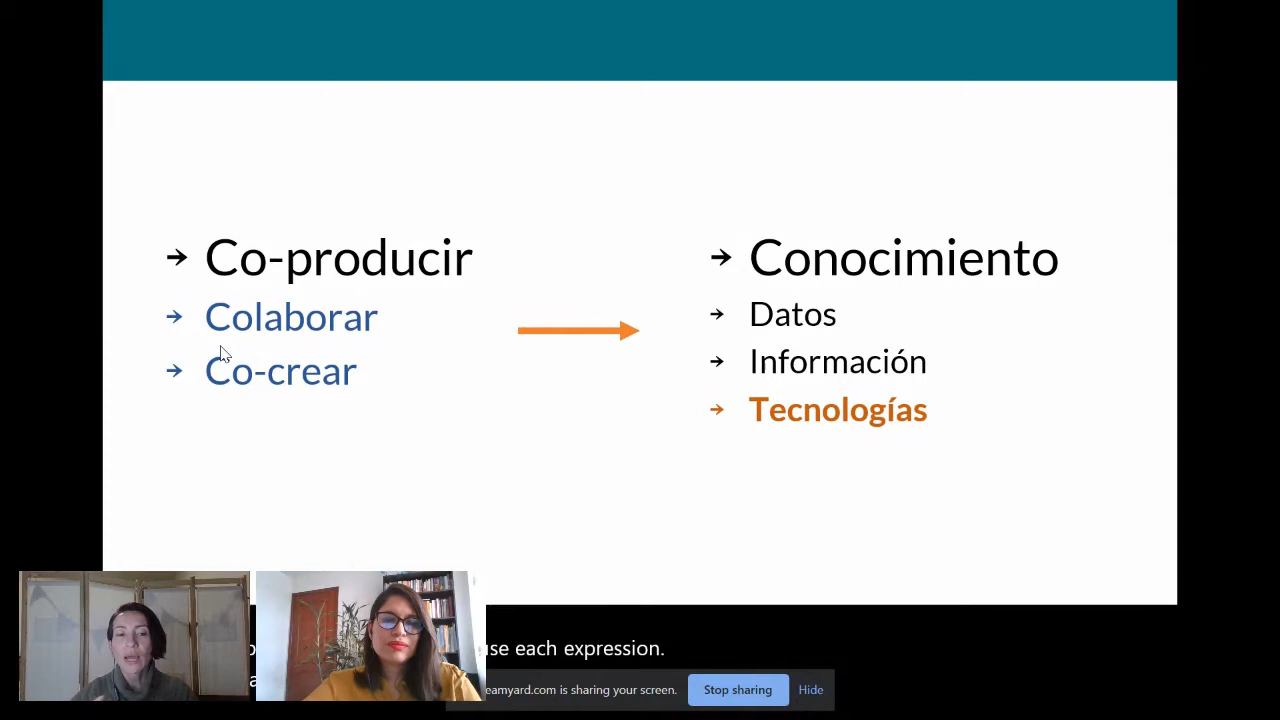 Co-producir
Colaborar
Co-crear
Conocimiento
Datos
Información
Tecnologías
each expression.
eamyard.com is sharing your screen.
Stop sharing
Hide